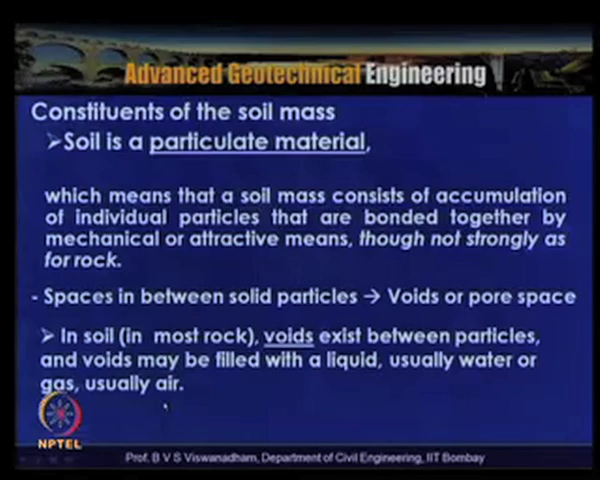 Advanced Geotechnical Engineering
Constituents of the soil mass
➢Soil is a particulate material,
which means that a soil mass consists of accumulation
of individual particles that are bonded together by
mechanical or attractive means, though not strongly as
for rock.
- Spaces in between solid particles → Voids or pore space
➢ In soil (in most rock), voids exist between particles,
and voids may be filled with a liquid, usually water or
gas, usually air.
NPTEL
Prof. B V S Viswanadham, Department of Civil Engineering, IIT Bombay